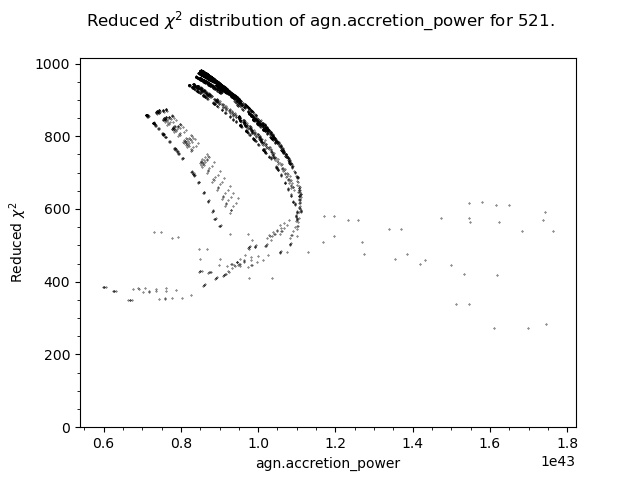 Reduced χ² distribution of agn.accretion_power for 521.
1000
800
600
400
200
0
Reduced χ²
0.6 0.8 1.0 1.2 1.4 1.6 1.8
1e43
agn.accretion_power